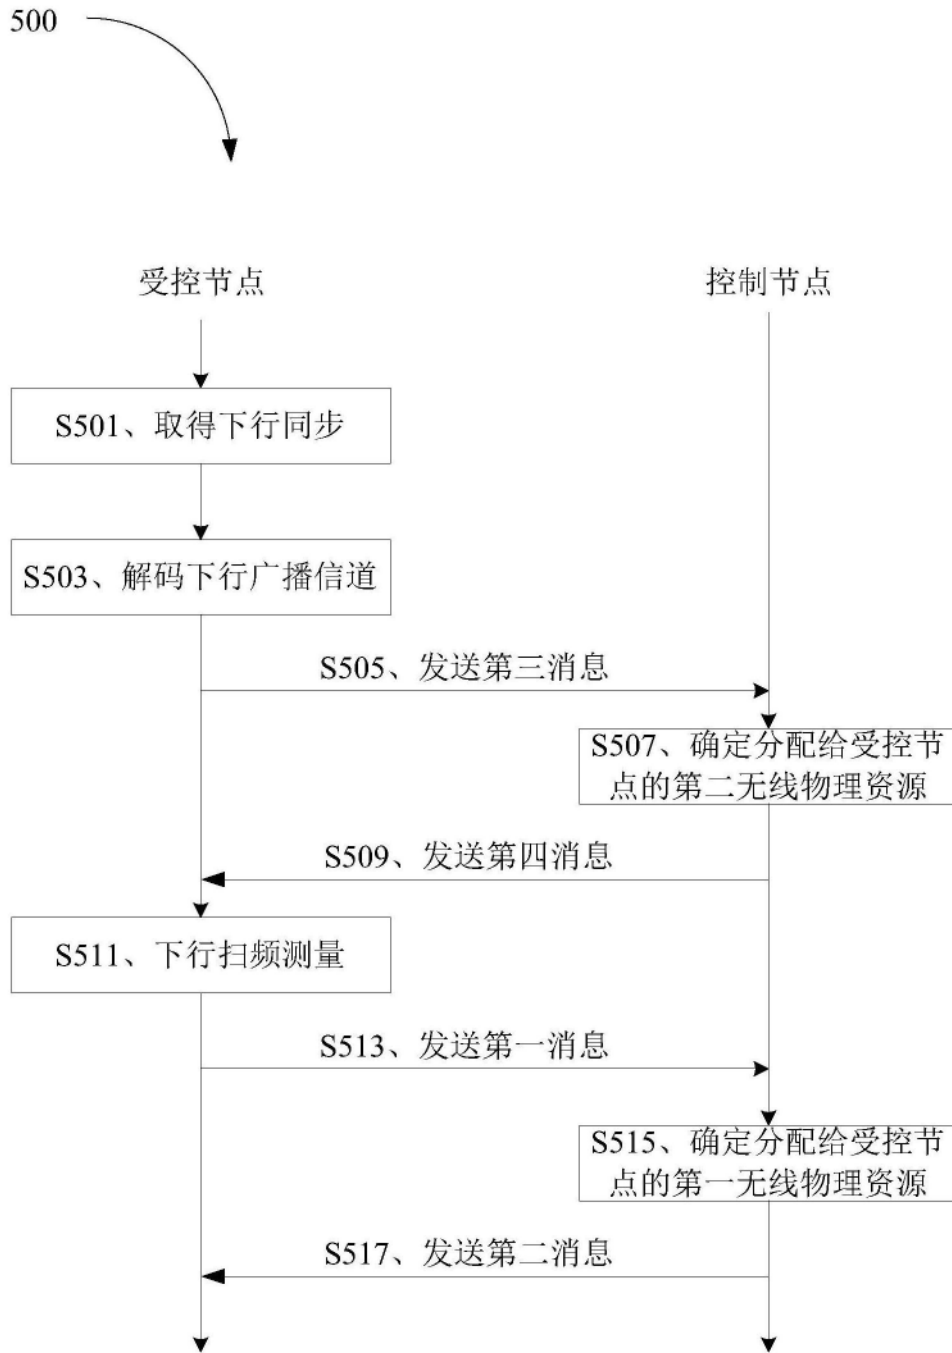 500
受控节点
控制节点
S501、取得下行同步
S503、解码下行广播信道
S505、发送第三消息
S507、确定分配给受控节
点的第二无线物理资源
S509、发送第四消息
S511、下行扫频测量
S513、发送第一消息
S515、确定分配给受控节
点的第一无线物理资源
S517、发送第二消息